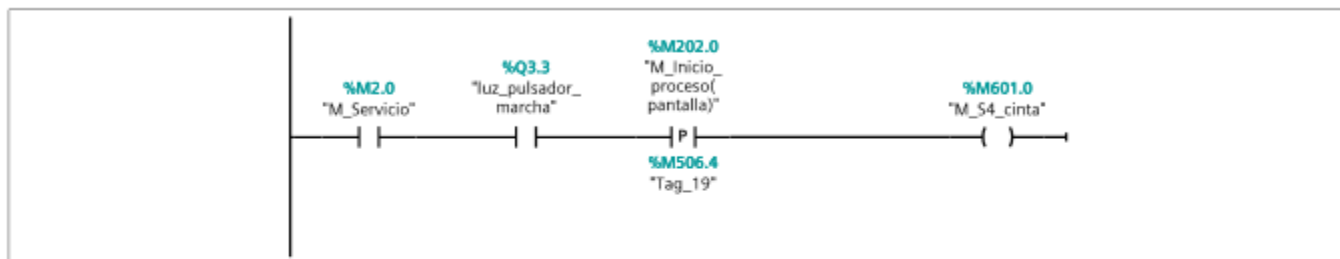 %M2.0
"M_Servicio"
%Q3.3
"luz_pulsador_
marcha"
%M202.0
"M_Inicio_
proceso(
pantalla)"
P
%M506.4
"Tag_19"
%M601.0
"M_S4_cinta"